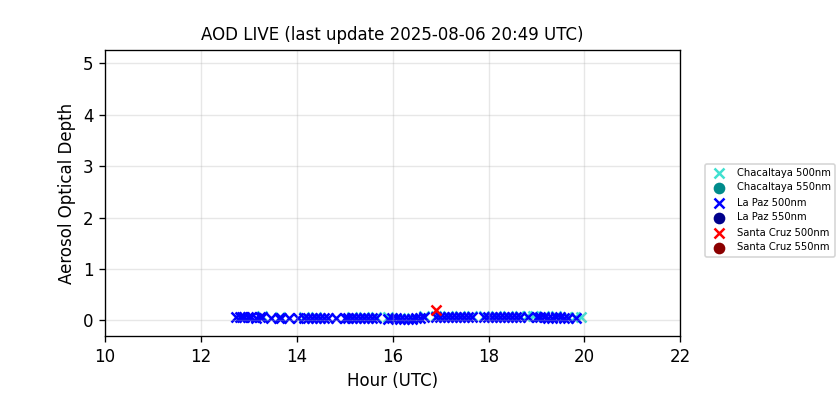 AOD LIVE (last update 2025-08-06 20:49 UTC)
Aerosol Optical Depth
5
4
3
2
1
0
10 12 14 16 18 20 22
Hour (UTC)
Chacaltaya 500nm
Chacaltaya 550nm
La Paz 500nm
La Paz 550nm
Santa Cruz 500nm
Santa Cruz 550nm